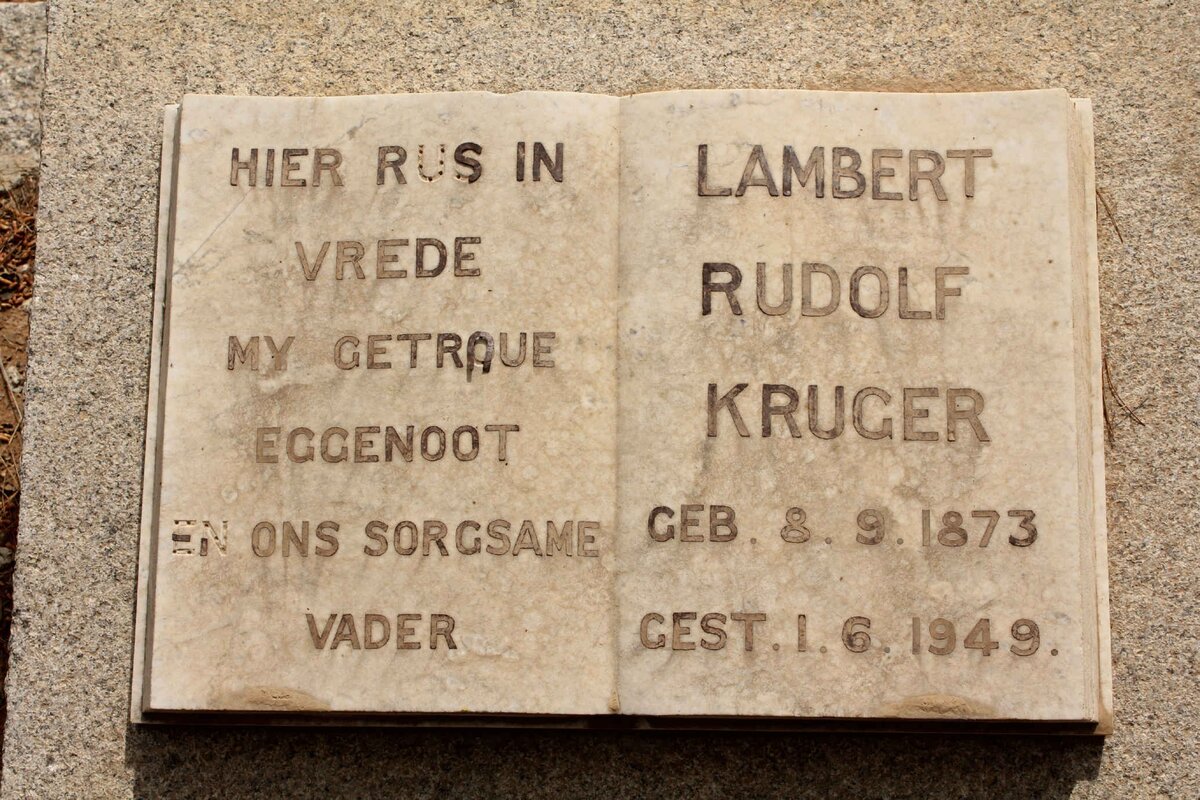 HIER RUS IN
VREDE
MY GETROUE
EGGENOOT
EN ONS SORGSAME
VADER
LAMBERT
RUDOLF
KRUGER
GEB. 8. 9. 1873
GEST. 1. 6. 1949.